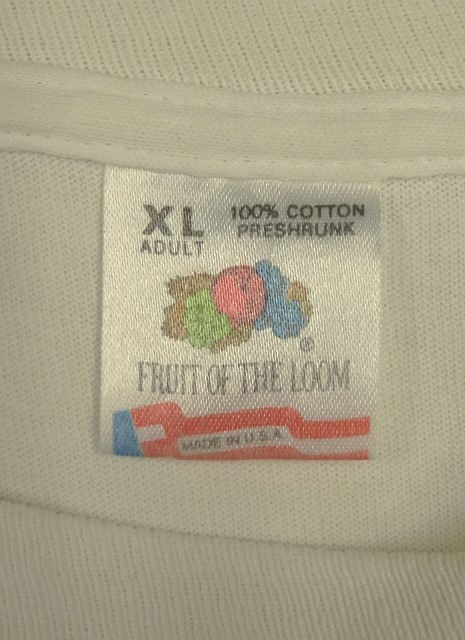 XL
ADULT
100% COTTON
PRESHRUNK
®
FRUIT OF THE LOOM
MADE IN U.S.A.